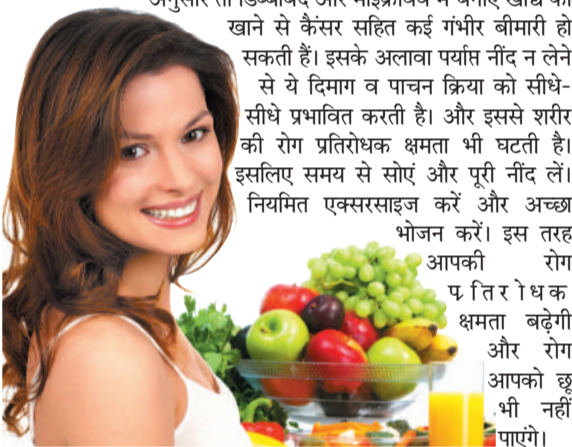 खाने से कैंसर सहित कई गंभीर बीमारी हो
सकती हैं। इसके अलावा पर्याप्त नींद न लेने
से ये दिमाग व पाचन क्रिया को सीधे-
सीधे प्रभावित करती है। और इससे शरीर
की रोग प्रतिरोधक क्षमता भी घटती है।
इसलिए समय से सोएं और पूरी नींद लें।
नियमित एक्सरसाइज करें और अच्छा
भोजन करें। इस तरह
आपकी रोग
प्रतिरोधक
क्षमता बढ़ेगी
और रोग
आपको छू
भी नहीं
पाएंगे।